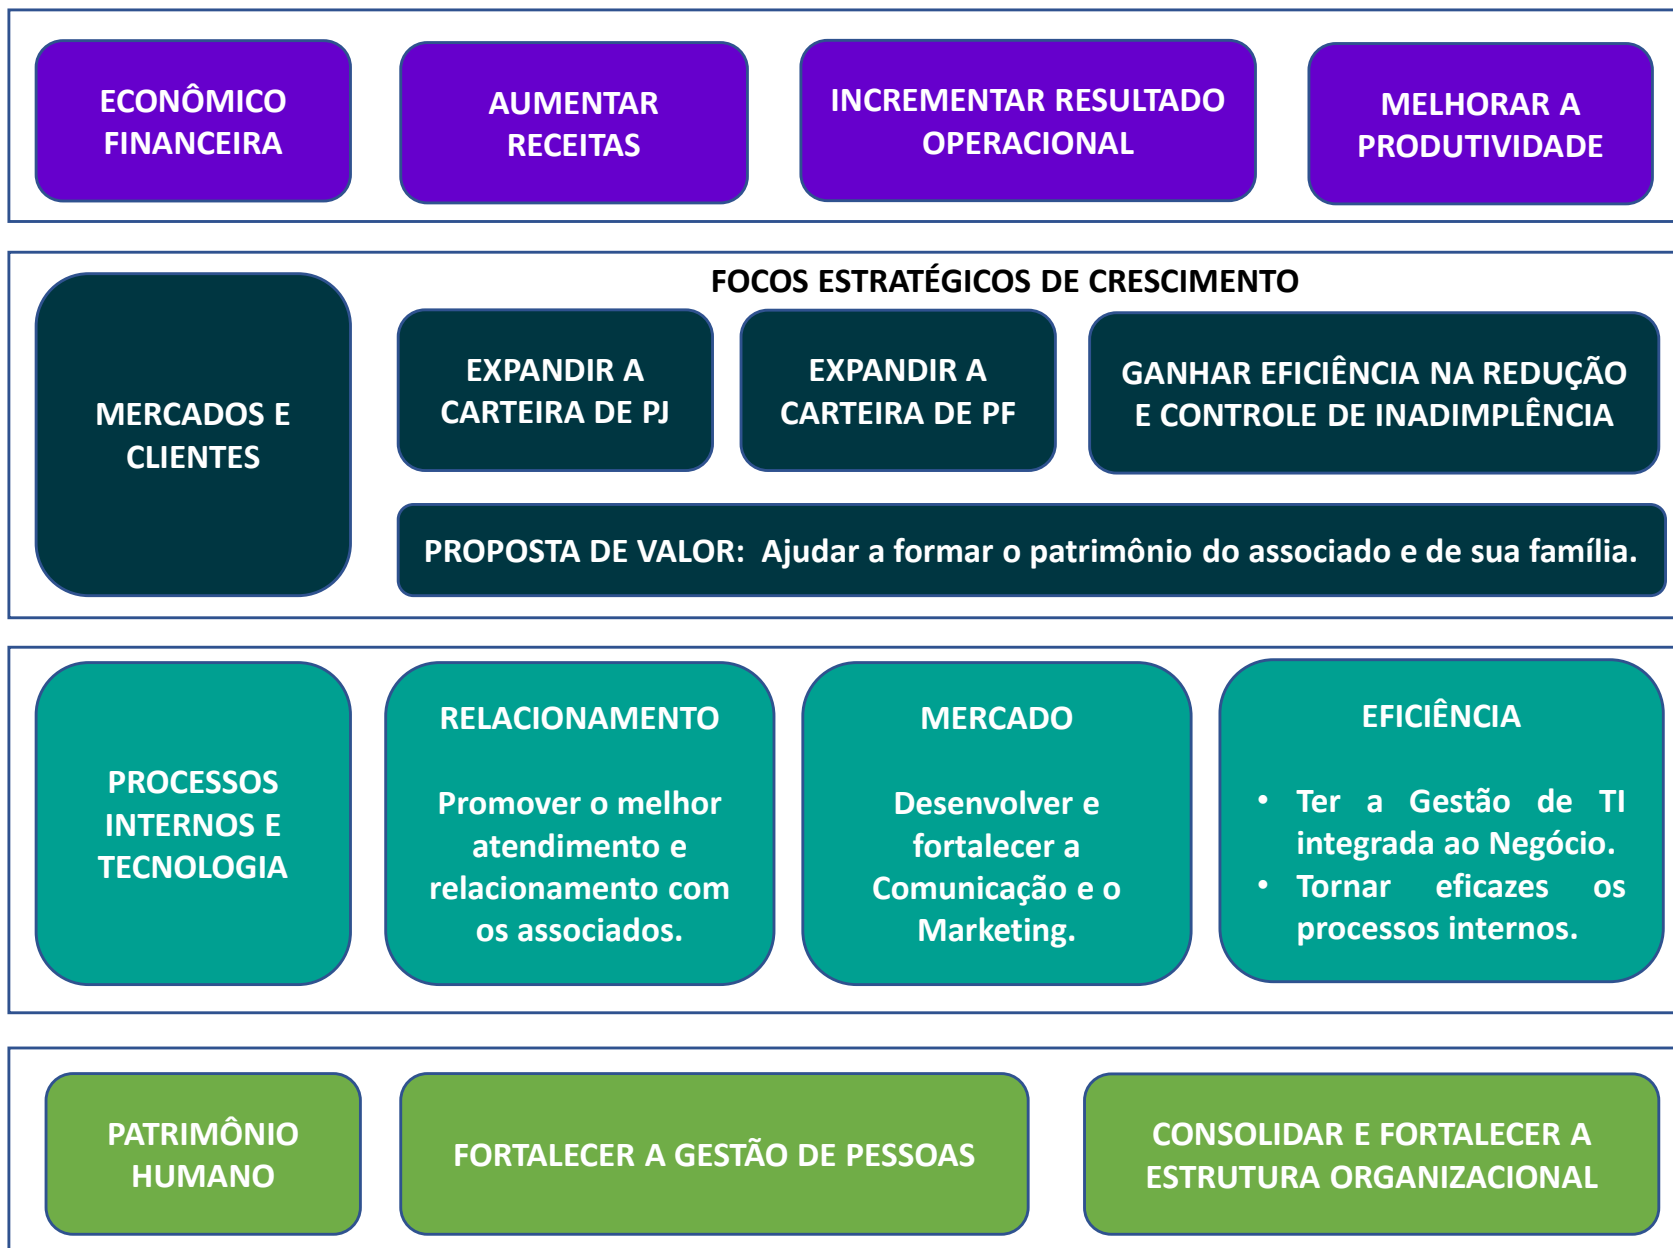 ECONÔMICO
FINANCEIRA
AUMENTAR
RECEITAS
INCREMENTAR RESULTADO
OPERACIONAL
MELHORAR A
PRODUTIVIDADE
MERCADOS E
CLIENTES
FOCOS ESTRATÉGICOS DE CRESCIMENTO
EXPANDIR A
CARTEIRA DE PJ
EXPANDIR A
CARTEIRA DE PF
GANHAR EFICIÊNCIA NA REDUÇÃO
E CONTROLE DE INADIMPLÊNCIA
PROPOSTA DE VALOR:  Ajudar a formar o patrimônio do associado e de sua família.
PROCESSOS
INTERNOS E
TECNOLOGIA
RELACIONAMENTO
Promover o melhor
atendimento e
relacionamento com
os associados.
MERCADO
Desenvolver e
fortalecer a
Comunicação e o
Marketing.
EFICIÊNCIA
• Ter a Gestão de TI
integrada ao Negócio.
• Tornar eficazes os
processos internos.
PATRIMÔNIO
HUMANO
FORTALECER A GESTÃO DE PESSOAS
CONSOLIDAR E FORTALECER A
ESTRUTURA ORGANIZACIONAL